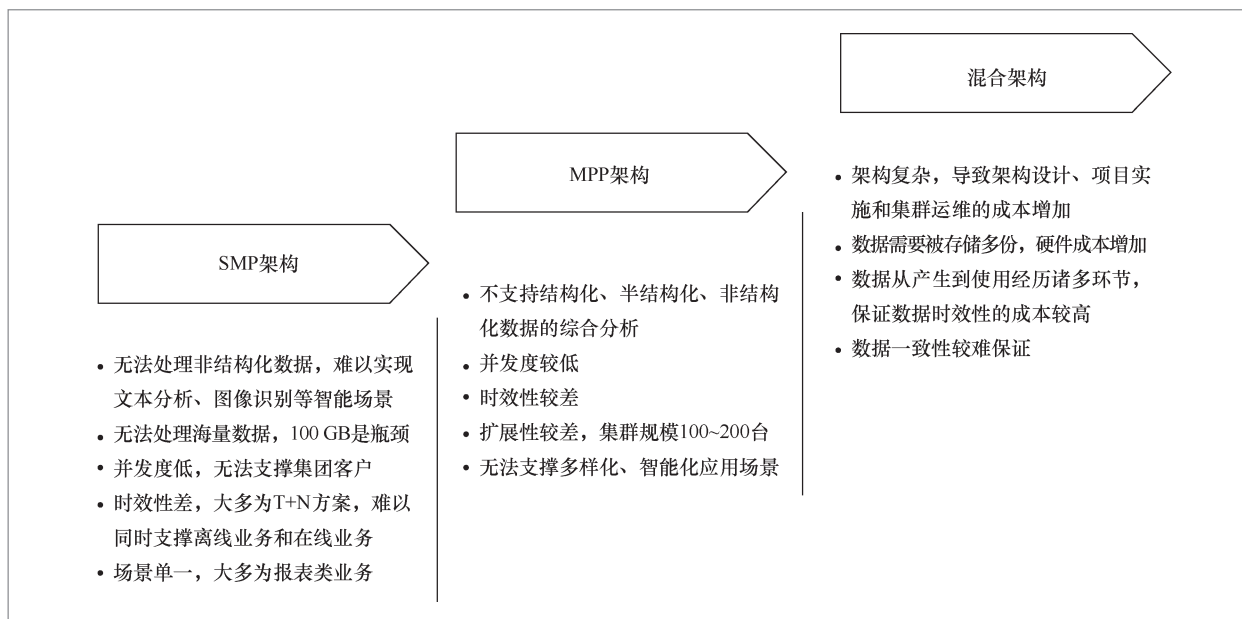 SMP架构
无法处理非结构化数据，难以实现
文本分析、图像识别等智能场景
无法处理海量数据，100 GB是瓶颈
并发度低，无法支撑集团客户
时效性差，大多为T+N方案，难以
同时支撑离线业务和在线业务
场景单一，大多为报表类业务
MPP架构
不支持结构化、半结构化、非结构
化数据的综合分析
并发度较低
时效性较差
扩展性较差，集群规模100~200台
无法支撑多样化、智能化应用场景
混合架构
架构复杂，导致架构设计、项目实
施和集群运维的成本增加
数据需要被存储多份，硬件成本增加
数据从产生到使用经历诸多环节，
保证数据时效性的成本较高
数据一致性较难保证